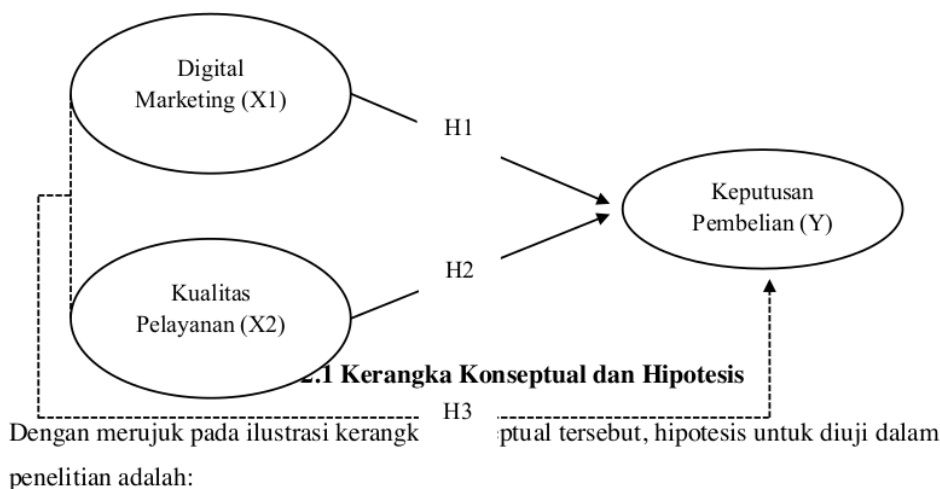 Digital
Marketing (X1)
H1
Keputusan
Pembelian (Y)
H2
Kualitas
Pelayanan (X2)
2.1 Kerangka Konseptual dan Hipotesis
H3
Dengan merujuk pada ilustrasi kerangk ptual tersebut, hipotesis untuk diuji dalam
penelitian adalah: